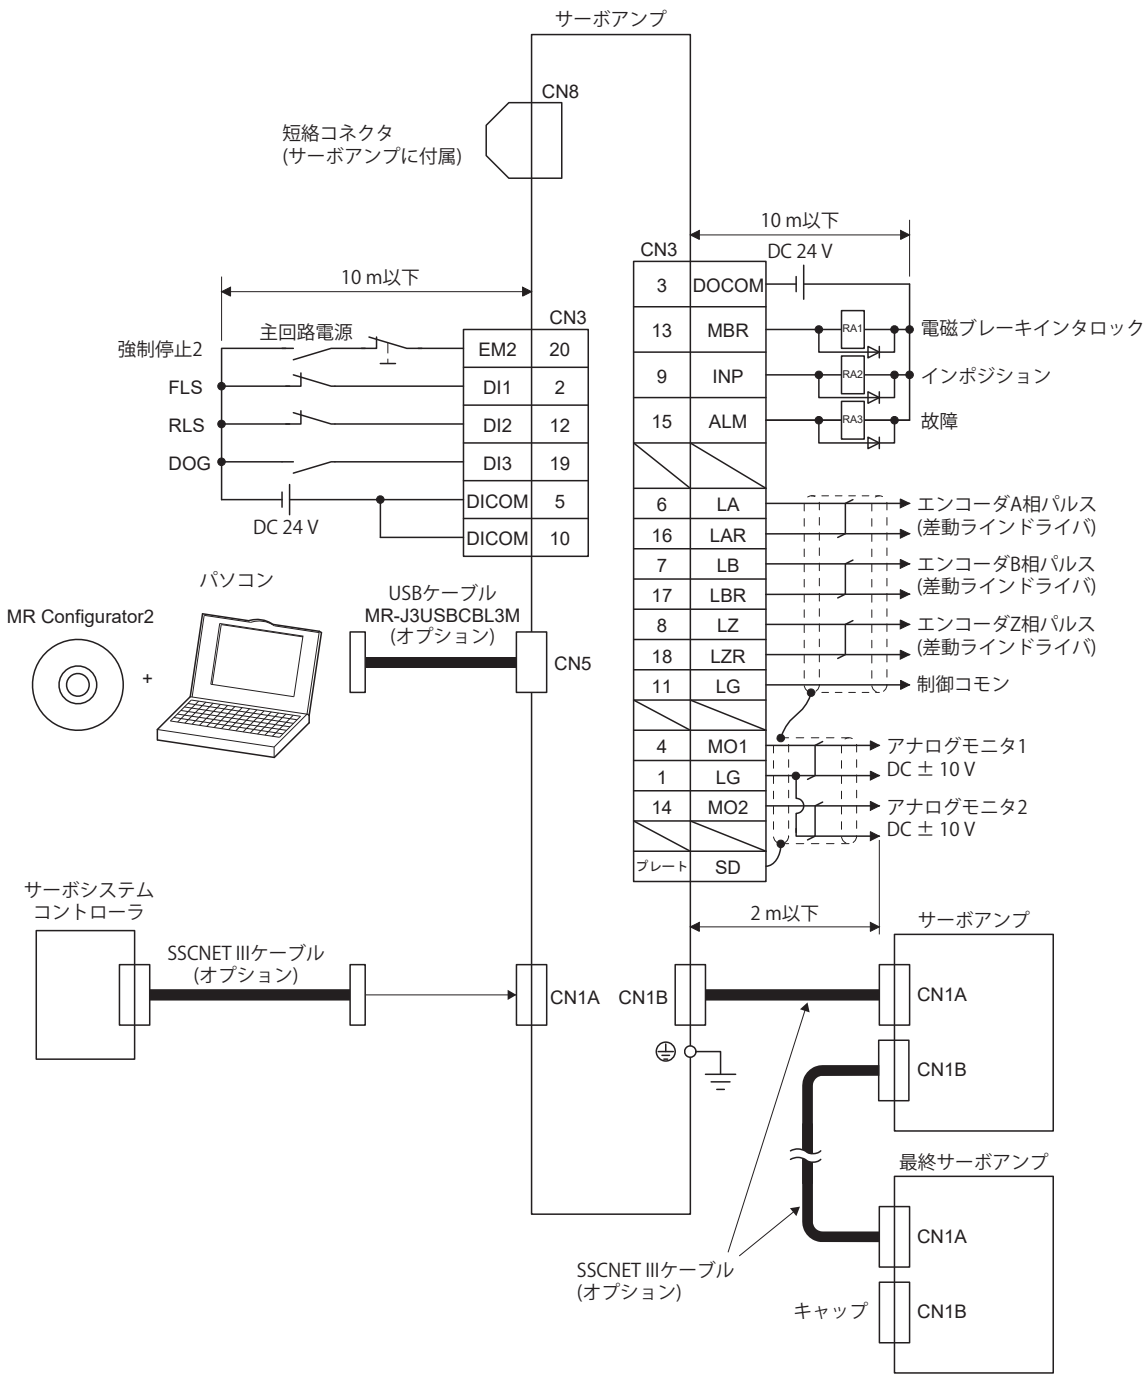 サーボアンプ
CN8
短絡コネクタ
(サーボアンプに付属)
10 m以下
CN3
主回路電源
強制停止2
EM2 20
FLS
DI1 2
RLS
DI2 12
DOG
DI3 19
DICOM 5
DC 24 V
DICOM 10
10 m以下
CN3
DC 24 V
3 DOCOM
13 MBR
RA1
電磁ブレーキインタロック
9 INP
RA2
インポジション
15 ALM
RA3
故障
6 LA
エンコーダA相パルス
(差動ラインドライバ)
16 LAR
7 LB
エンコーダB相パルス
(差動ラインドライバ)
17 LBR
8 LZ
エンコーダZ相パルス
(差動ラインドライバ)
18 LZR
11 LG
制御コモン
4 MO1
アナログモニタ1
DC ± 10 V
1 LG
14 MO2
アナログモニタ2
DC ± 10 V
プレート SD
2 m以下
パソコン
MR Configurator2
+
USBケーブル
MR-J3USBCBL3M
(オプション)
CN5
サーボシステム
コントローラ
SSCNET IIIケーブル
(オプション)
CN1A
CN1B
サーボアンプ
CN1A
CN1B
最終サーボアンプ
CN1A
SSCNET IIIケーブル
(オプション)
キャップ
CN1B